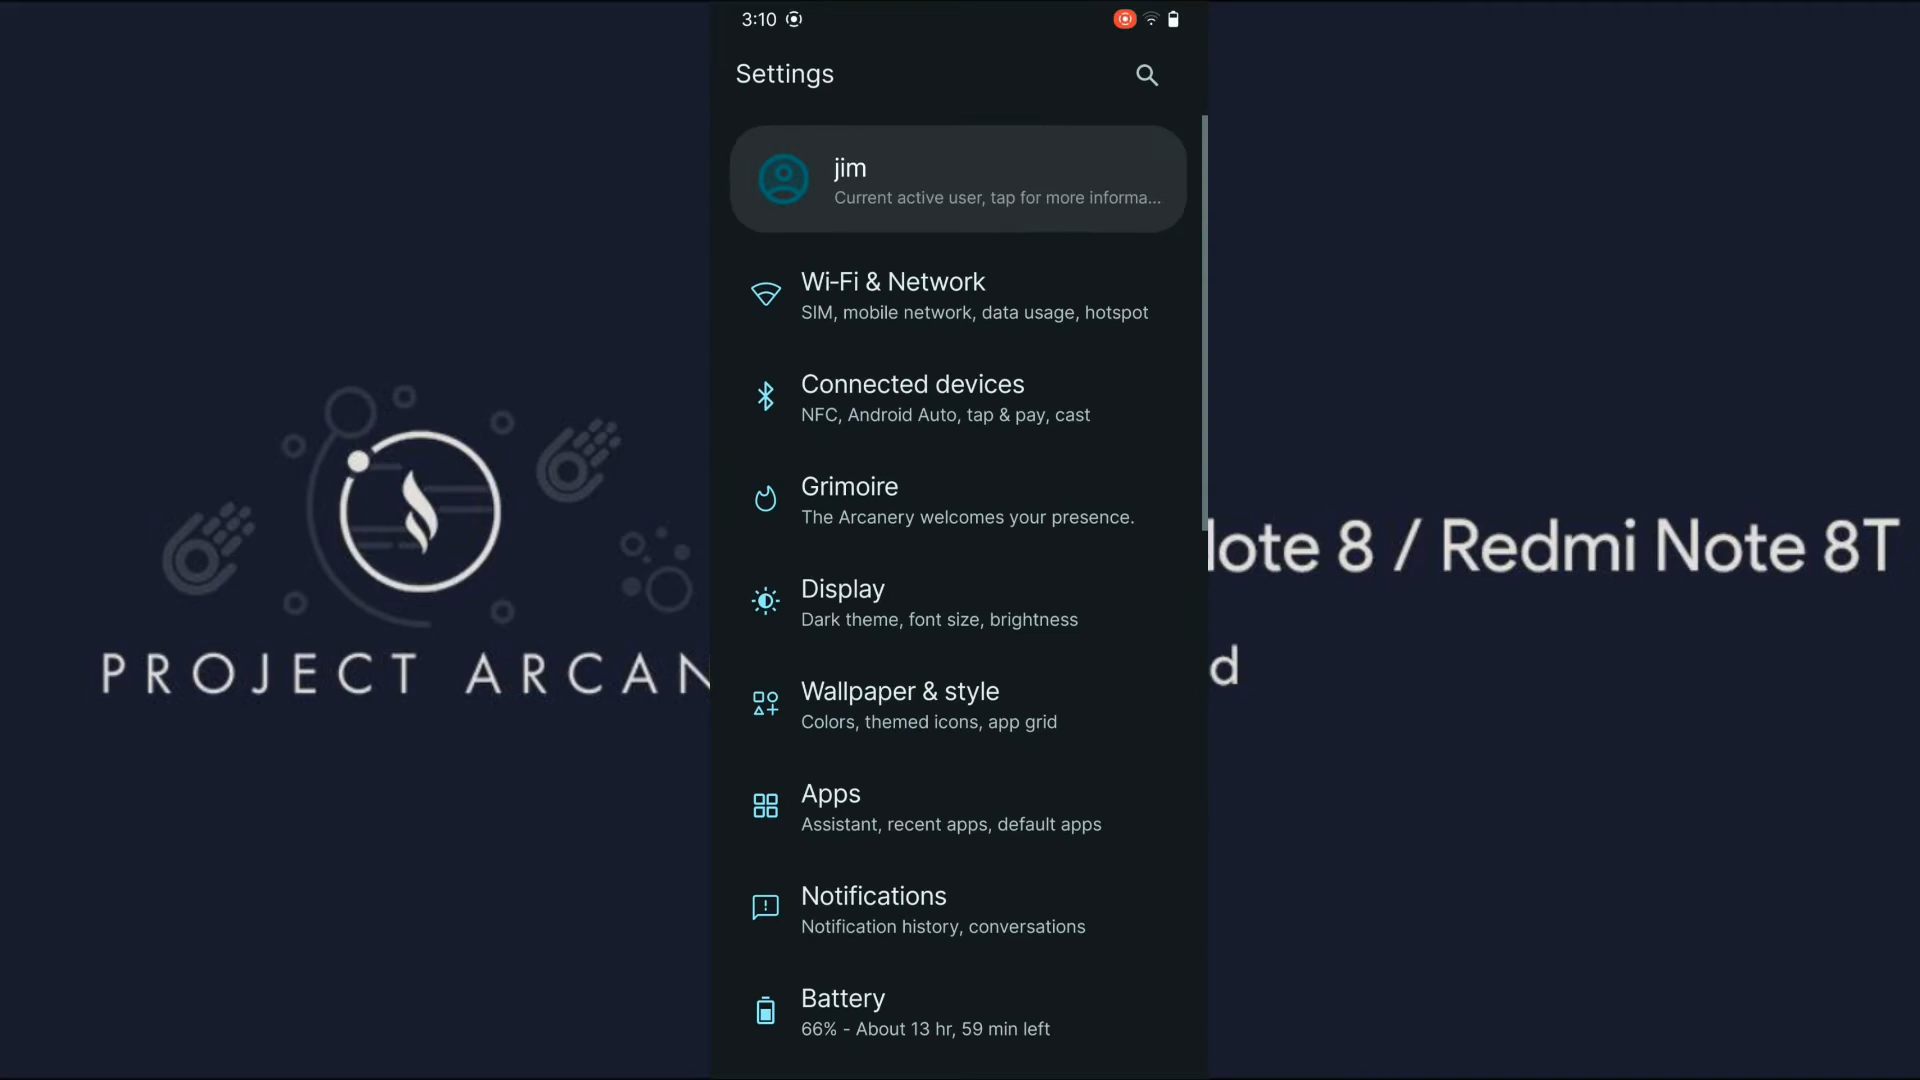 3:10
Settings
jim
Current active user, tap for more informa...
Wi-Fi & Network
SIM, mobile network, data usage, hotspot
Connected devices
NFC, Android Auto, tap & pay, cast
Grimoire
The Arcanery welcomes your presence.
Display
Dark theme, font size, brightness
Wallpaper & style
Colors, themed icons, app grid
Apps
Assistant, recent apps, default apps
Notifications
Notification history, conversations
Battery
66% - About 13 hr, 59 min left
PROJECT ARCAN
ote 8 / Redmi Note 8T
d